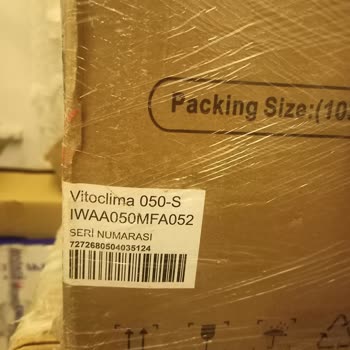 Packing Size:(10
Vitoclima 050-S
IWAA050MFA052
SERİ NUMARASI
7272680504035124